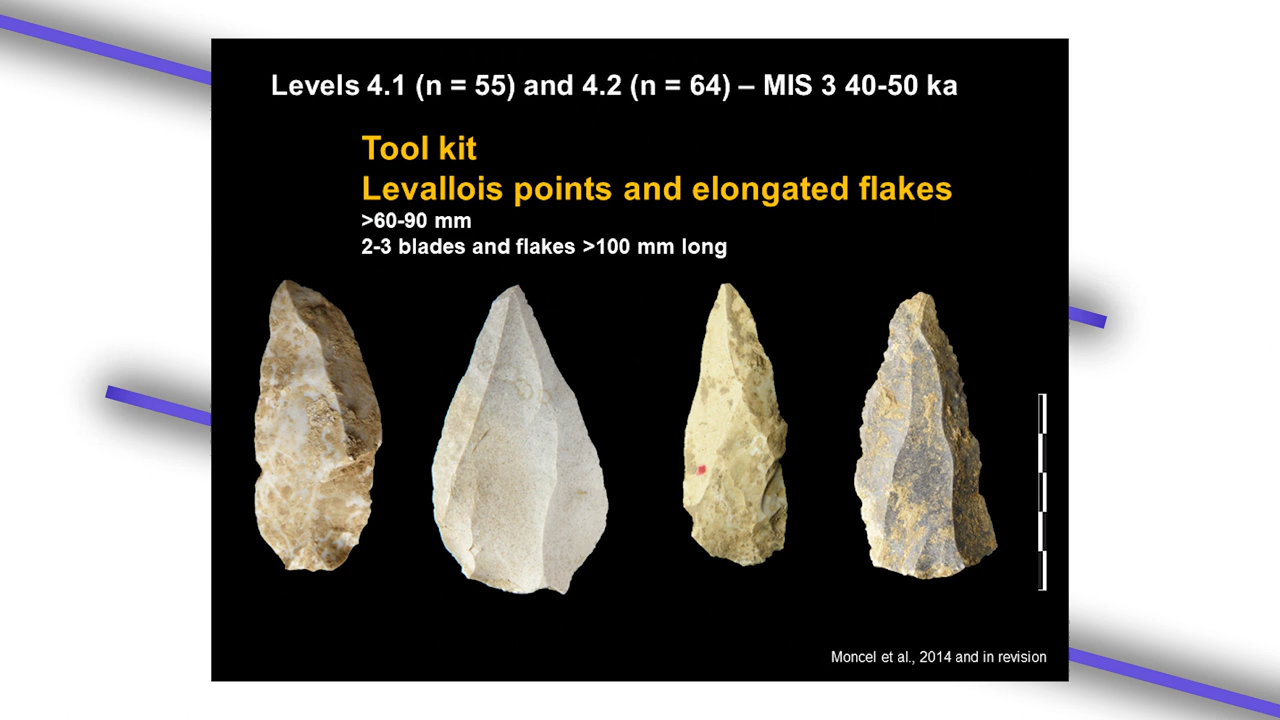 Levels 4.1 (n = 55) and 4.2 (n = 64) – MIS 3 40-50 ka
Tool kit
Levallois points and elongated flakes
>60-90 mm
2-3 blades and flakes >100 mm long
Moncel et al., 2014 and in revision